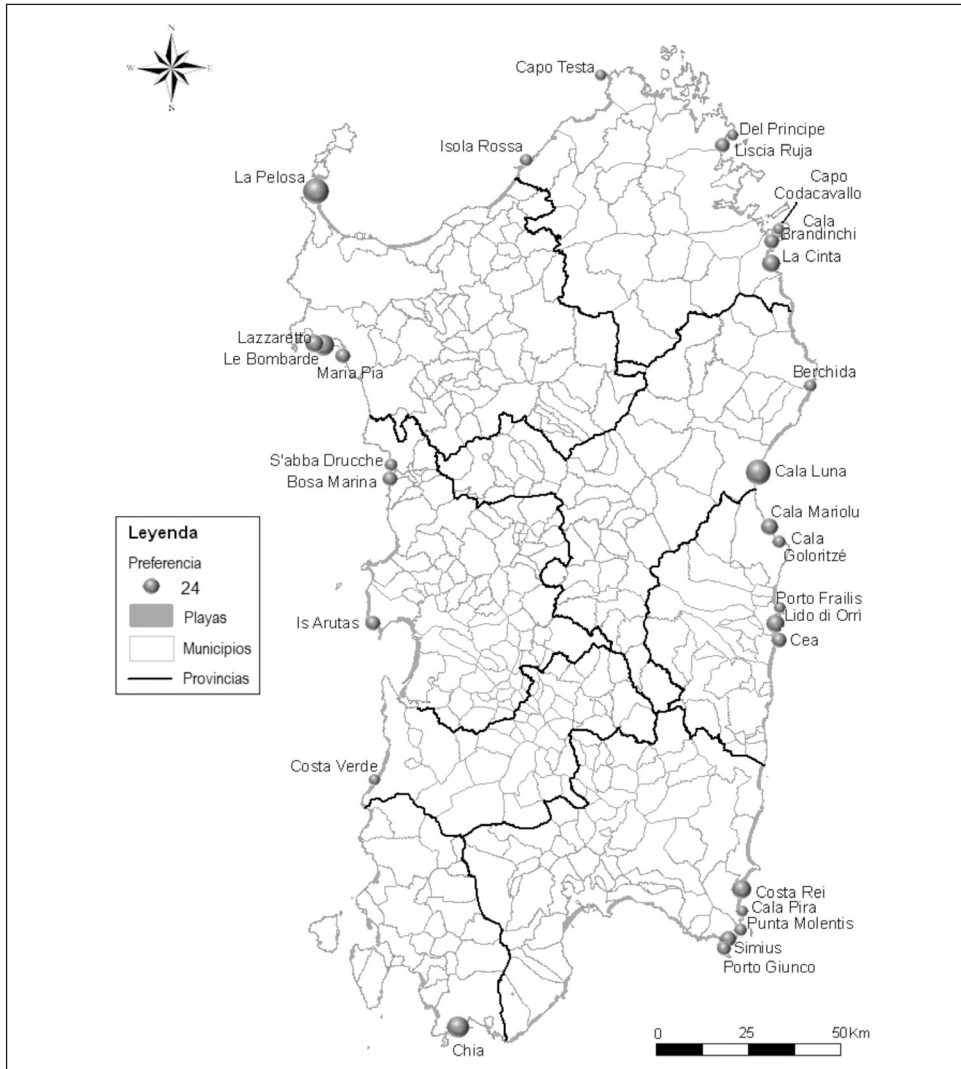 N
W
E
S
Capo Testa
Del Principe
Liscia Ruja
Isola Rossa
Capo
Codacavallo
La Pelosa
Cala
Brandinchi
La Cinta
Lazzaretto
Le Bombarde
Maria Pia
Berchida
S'abba Drucche
Bosa Marina
Cala Luna
Cala Mariolu
Cala
Goloritzé
Leyenda
Preferencia
24
Playas
Municipios
Provincias
Porto Frailis
Lido di Orrì
Cea
Is Arutas
Costa Verde
Costa Rei
Cala Pira
Punta Molentis
Simius
Porto Giunco
Chia
0 25 50Km